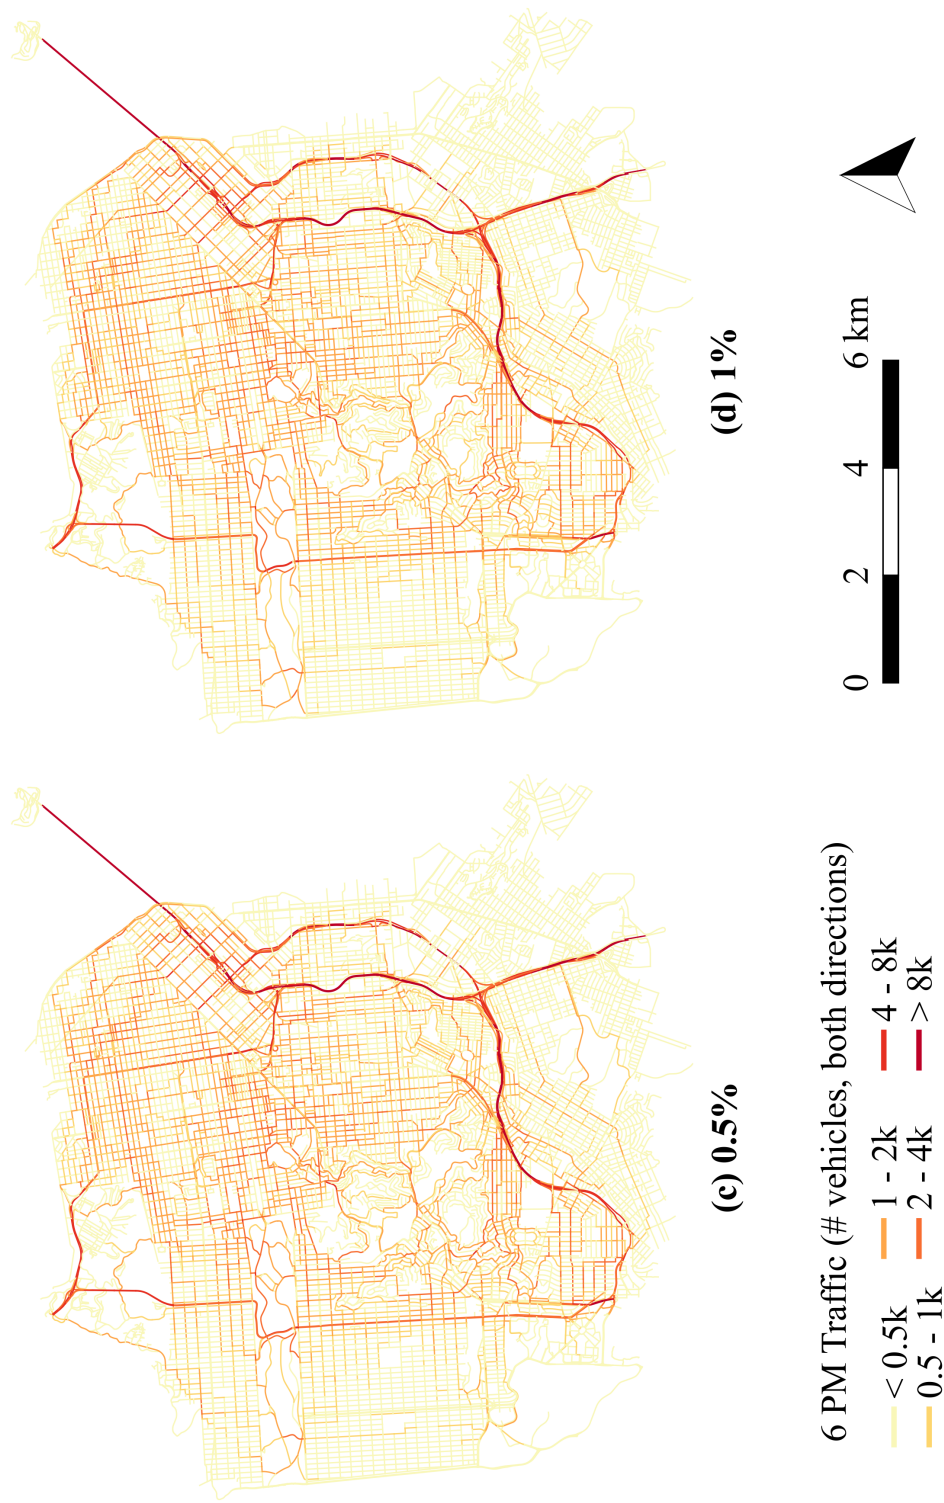 (c) 0.5%
(d) 1%
6 PM Traffic (# vehicles, both directions)
< 0.5k
1 - 2k
4 - 8k
0.5 - 1k
2 - 4k
> 8k
0 2 4 6 km